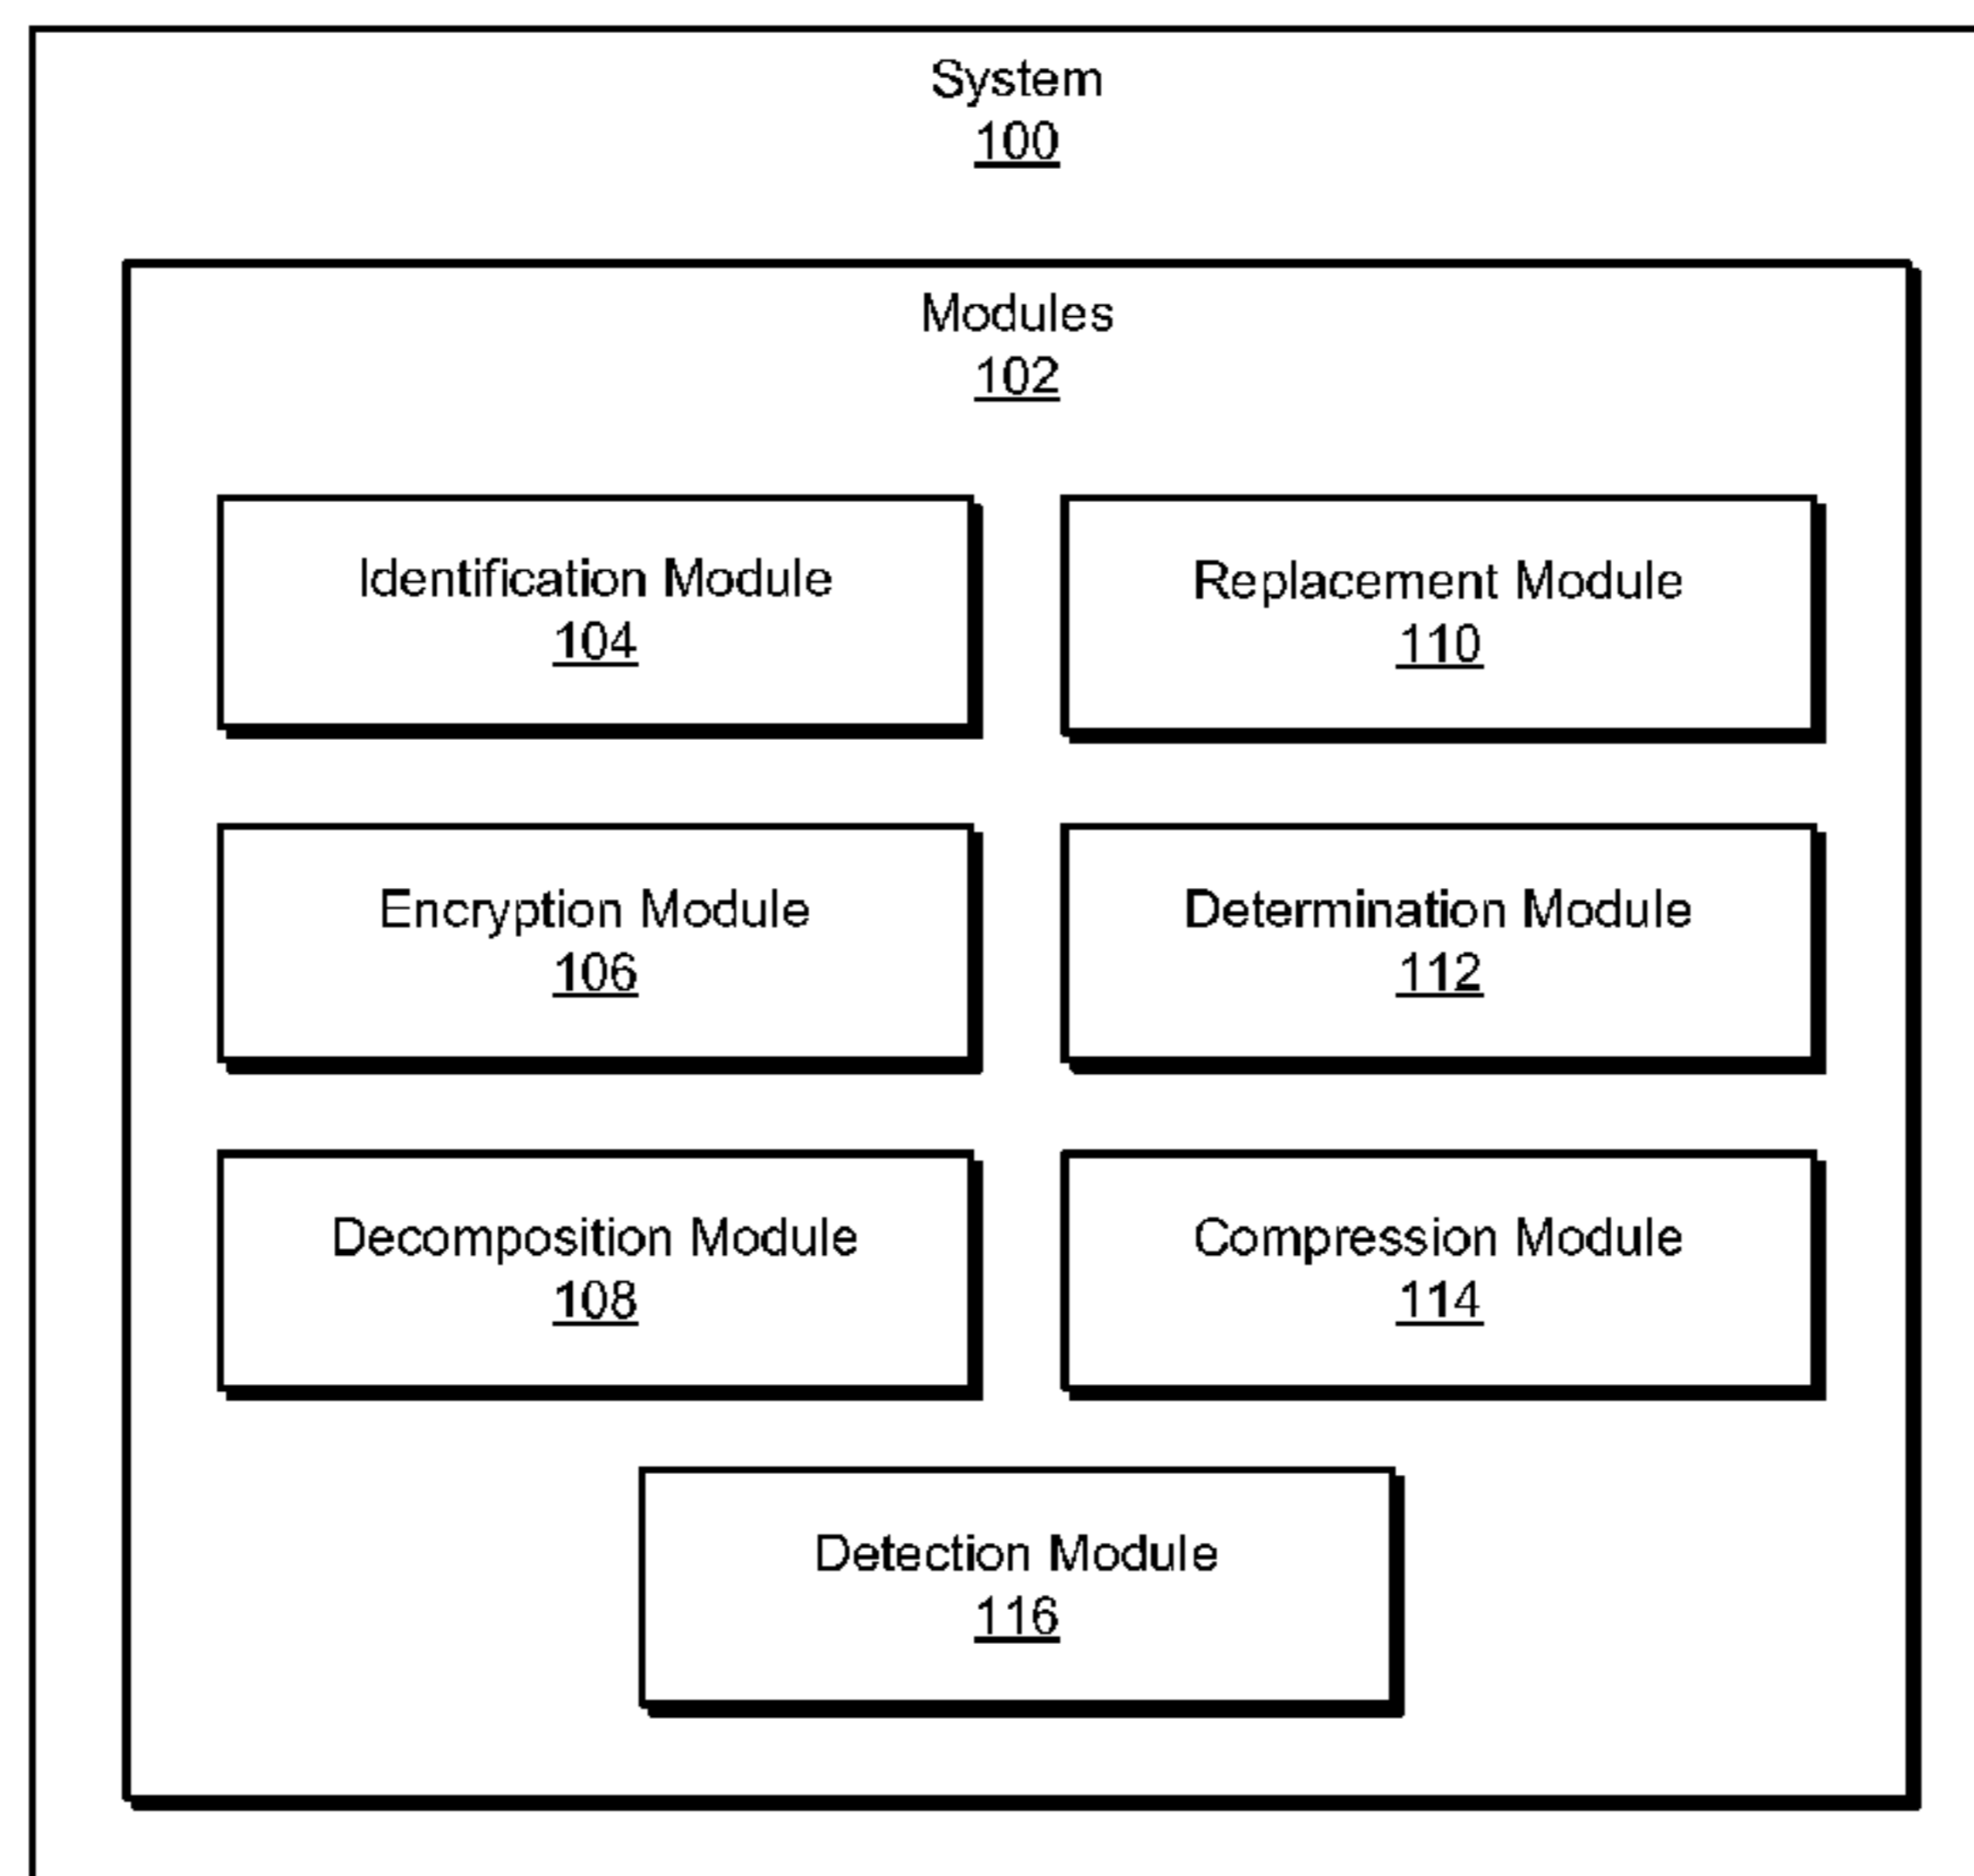 System
100
Modules
102
Identification Module
104
Replacement Module
110
Encryption Module
106
Determination Module
112
Decomposition Module
108
Compression Module
114
Detection Module
116